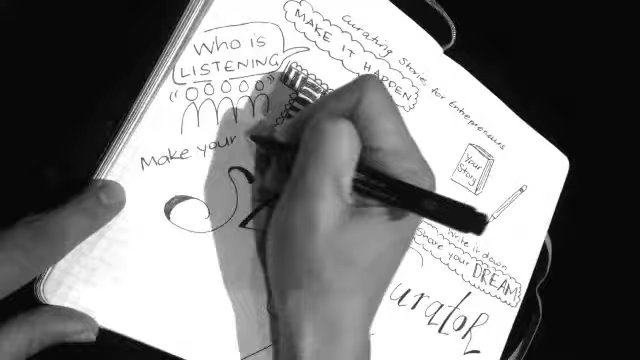 Curating Stories for Entrepreneurs
MAKE IT HAPPEN
Who is
LISTENING
Make your
Your
Story
Write it down
Share your DREAM